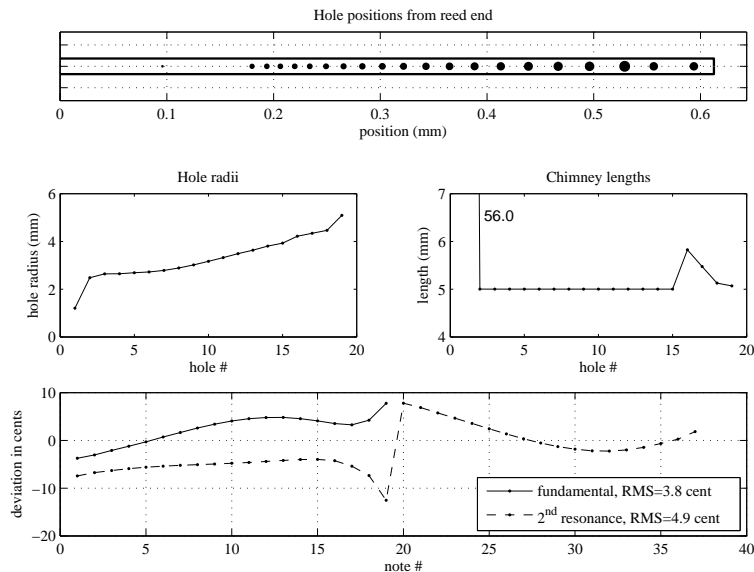 Hole positions from reed end
0 0.1 0.2 0.3 0.4 0.5 0.6
position (mm)
Hole radii
6
4
2
0
hole radius (mm)
0 5 10 15 20
hole #
Chimney lengths
7
6
5
4
length (mm)
56.0
0 5 10 15 20
hole #
10
0
−10
−20
deviation in cents
fundamental, RMS=3.8 cent
2nd resonance, RMS=4.9 cent
0 5 10 15 20 25 30 35 40
note #